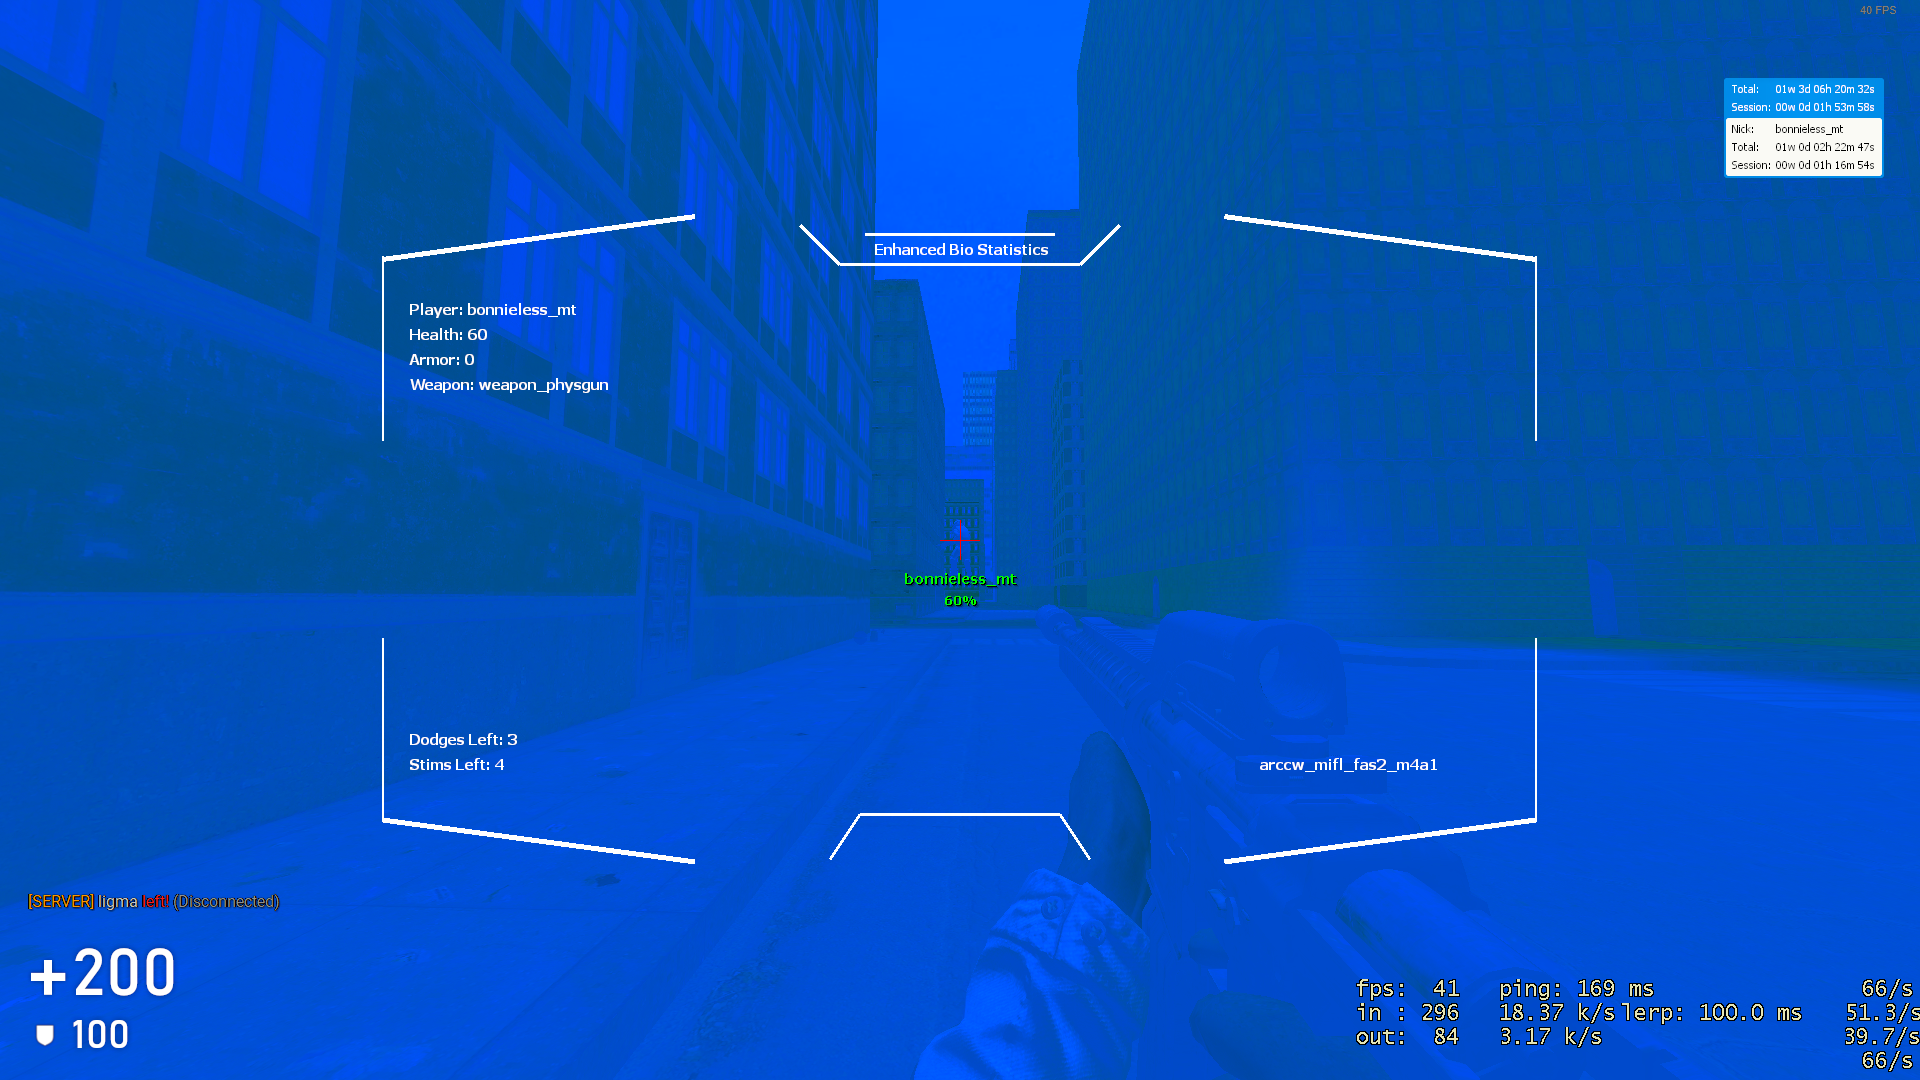 40 FPS
Total: 01w 3d 06h 20m 32s
Session: 00w 0d 01h 53m 58s
Nick: bonnieless_mt
Total: 01w 0d 02h 22m 47s
Session: 00w 0d 01h 16m 54s
Enhanced Bio Statistics
Player: bonnieless_mt
Health: 60
Armor: 0
Weapon: weapon_physgun
bonnieless_mt
60%
Dodges Left: 3
Stims Left: 4
arccw_mifl_fas2_m4a1
[SERVER] ligma left! (Disconnected)
+200
100
fps: 41 ping: 169 ms 66/s
in : 296 18.37 k/s lerp: 100.0 ms 51.3/s
out: 84 3.17 k/s 39.7/s
66/s